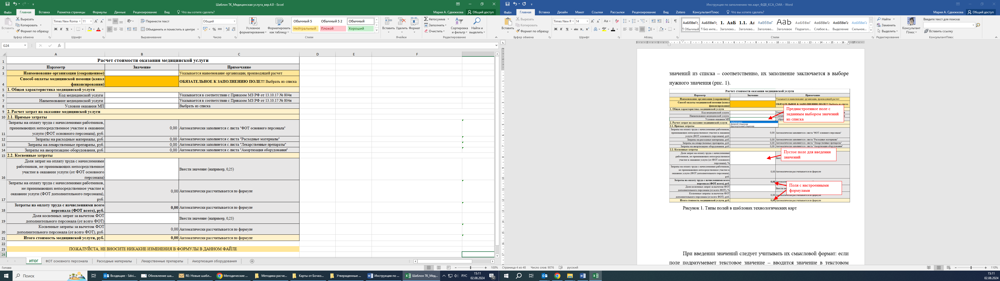 Шаблон ТК_Медицинская услуга_вер.4.0 - Excel
Файл Главная Вставка Разметка страницы Формулы Данные Рецензирование Вид Что вы хотите сделать? Мария А. Сдвижкова Общий доступ
Вставить
Вырезать
Копировать
Формат по образцу
Буфер обмена
Times New Roma 11
Ж К Ч
Шрифт
Перенести текст
Объединить и поместить в центре
Выравнивание
Общий
% 000
Число
Условное форматирование
Форматировать как таблицу
Обычный 5 Обычный 5 2 Обычный
Нейтральный Плохой Хороший
Стили
Вставить Удалить Формат
Ячейки
Автосумма
Заполнить
Очистить
Сортировка и фильтр
Найти и выделить
Редактирование
G24
fx
A B C D E F
1 Расчет стоимости оказания медицинской услуги
2 Параметр Значение Примечание
3 Наименование организации (сокращенное) Указывается наименование организации, производящей расчет
4 Способ оплаты медицинской помощи (канал финансирования) ОБЯЗАТЕЛЬНОЕ К ЗАПОЛНЕНИЮ ПОЛЕ!!! Выбрать из списка
5 1. Общая характеристика медицинской услуги
6 Код медицинской услуги Указывается в соответствии с Приказом МЗ РФ от 13.10.17 № 804н
7 Наименование медицинской услуги Указывается в соответствии с Приказом МЗ РФ от 13.10.17 № 804н
8 Условия оказания МП Выбрать из списка
9 2. Расчет затрат на оказание медицинской услуги
10 2.1. Прямые затраты
11 Затраты на оплату труда с начислениями работников, принимающих непосредственное участие в оказании услуги (ФОТ основного персонала), руб. 0,00 Автоматически заполняется с листа "ФОТ основного персонала"
12 Затраты на расходные материалы, руб. 0,00 Автоматически заполняется с листа "Расходные материалы"
13 Затраты на лекарственные препараты, руб. 0,00 Автоматически заполняется с листа "Лекарственные препараты"
14 Затраты на амортизацию оборудования, руб. 0,00 Автоматически заполняется с листа "Амортизация оборудования"
15 2.2. Косвенные затраты
16 Доля затрат на оплату труда с начислениями работников, не принимающих непосредственное участие в оказании услуги (от ФОТ основного персонала) Ввести значение (например, 0,25)
17 Затраты на оплату труда с начислениями работников, не принимающих непосредственное участие в оказании услуги (ФОТ дополнительного персонала), руб. 0,00 Автоматически рассчитывается по формуле
18 Затраты на оплату труда с начислениями всего персонала (ФОТ всего), руб. 0,00 Автоматически рассчитывается по формуле
19 Доля косвенных затрат за вычетом ФОТ дополнительного персонала (от всего ФОТ) Ввести значение (например, 0,23)
20 Косвенные затраты за вычетом ФОТ дополнительного персонала (от всего ФОТ), руб. 0,00 Автоматически рассчитывается по формуле
21 Итого стоимость медицинской услуги, руб. 0,00 Автоматически рассчитывается по формуле
22
23 ПОЖАЛУЙСТА, НЕ ВНОСИТЕ НИКАКИЕ ИЗМЕНЕНИЯ В ФОРМУЛЫ В ДАННОМ ФАЙЛЕ
24
ИТОГ ФОТ основного персонала Расходные материалы Лекарственные препараты Амортизация оборудования
Готово 100%
Инструкция по заполнению тех.карт_ФДВ_КСА_СМА - Word
Файл Главная Вставка Дизайн Макет Ссылки Рассылки Рецензирование Вид Zotero КонсультантПлюс Что вы хотите сделать? Мария А. Сдвижкова Общий доступ
Вставить
Вырезать
Копировать
Формат по образцу
Буфер обмена
Times New R 14
Ж К Ч abc
Шрифт
Абзац
¶ Обычный ¶ Без инте... Заголово... Заголово... Заголово... Заголовок Подзагол... Слабое в... Выделение Сильное...
Стили
Найти
Заменить
Выделить
Редактирование
Консультант Плюс
Введите текст для поиска:
Вставить ссылку
КонсультантПлюс
значений из списка – соответственно, их заполнение заключается в выборе
нужного значения (рис. 1).
Расчет стоимости оказания медицинской услуги
Параметр Значение Примечание
Наименование организации (сокращенное) Указывается наименование организации, производящей расчет
Способ оплаты медицинской помощи (канал финансирования) ОБЯЗАТЕЛЬНОЕ К ЗАПОЛНЕНИЮ ПОЛЕ!!! Выбрать из списка
1. Общая характеристика медицинской услуги
Код медицинской услуги
Наименование медицинской услуги
Условия оказания МП
Амбулаторно
Дневной стационар
Круглосуточный стационар
Преднастроенное поле с
заданным выбором значений
из списка
2. Расчет затрат на оказание медицинской услуги
2.1. Прямые затраты
Затраты на оплату труда с начислениями работников, принимающих непосредственное участие в оказании услуги (ФОТ основного персонала), руб. 0,00 Автоматически заполняется с листа "ФОТ основного персонала"
Затраты на расходные материалы, руб. 0,00 Автоматически заполняется с листа "Расходные материалы"
Затраты на лекарственные препараты, руб. 0,00 Автоматически заполняется с листа "Лекарственные препараты"
Затраты на амортизацию оборудования, руб. 0,00 Автоматически заполняется с листа "Амортизация оборудования"
2.2. Косвенные затраты
Доля затрат на оплату труда с начислениями работников, не принимающих непосредственное участие в оказании услуги (от ФОТ основного персонала), %
Пустое поле для введения
значений
Затраты на оплату труда с начислениями работников, не принимающих непосредственное участие в оказании услуги (ФОТ дополнительного персонала), руб. 0,00 Автоматически рассчитывается по формуле
Затраты на оплату труда с начислениями всего персонала (ФОТ всего), руб. 0,00
Доля косвенных затрат за вычетом ФОТ дополнительного персонала (от всего ФОТ), %
Поля с настроенными
формулами
Косвенные затраты за вычетом ФОТ дополнительного персонала (от всего ФОТ), руб. 0,00 Автоматически рассчитывается по формуле
Итого стоимость медицинской услуги, руб. 0,00 Автоматически рассчитывается по формуле
Рисунок 1. Типы полей в шаблонах технологических карт
При введении значений следует учитывать их смысловой формат: если
поле подразумевает текстовое значение – вводится значение в текстовом
Страница 4 из 48 Число слов: 9076 русский 110%
Поиск Входящие - Sdvi... Обновление ша... RE: Новые шабл... Методические ... Методика расче... Карты от Бочко... Утвержденные ... Инструкция по ... Шаблон ТК_Мед... РУС 15:11 02.08.2024 12
15:11
02.08.2024